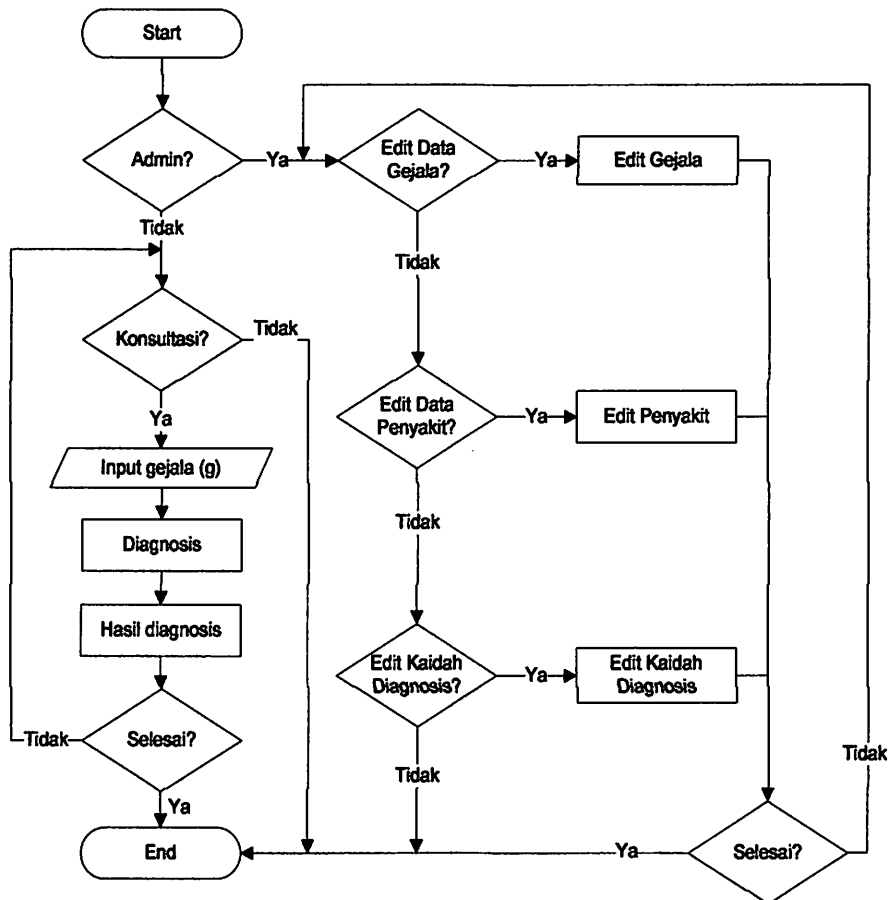 Start
Admin?
Ya
Edit Data
Gejala?
Ya
Edit Gejala
Tidak
Tidak
Konsultasi?
Tidak
Ya
Edit Data
Penyakit?
Ya
Edit Penyakit
Input gejala (g)
Tidak
Diagnosis
Hasil diagnosis
Edit Kaidah
Diagnosis?
Ya
Edit Kaidah
Diagnosis
Tidak
Selesai?
Ya
Tidak
Tidak
End
Ya
Selesai?